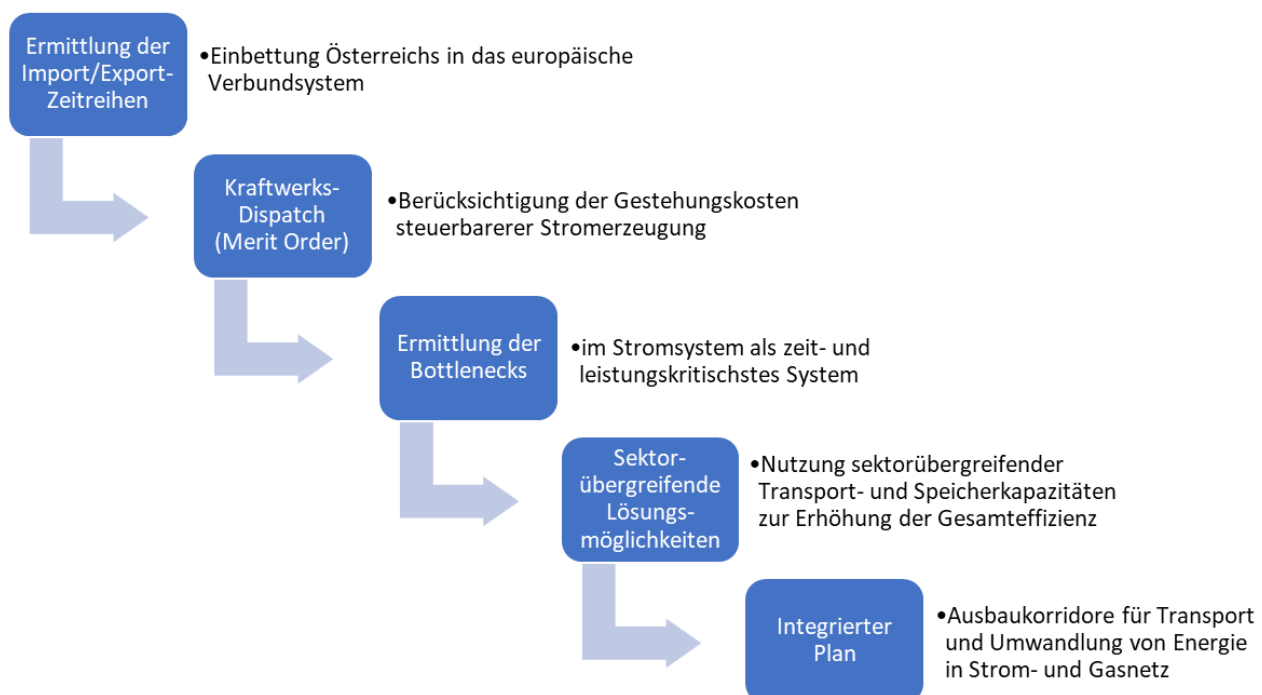 Ermittlung der
Import/Export-
Zeitreihen
•Einbettung Österreichs in das europäische
Verbundsystem
Kraftwerks-
Dispatch
(Merit Order)
•Berücksichtigung der Gestehungskosten
steuerbarerer Stromerzeugung
Ermittlung der
Bottlenecks
•im Stromsystem als zeit- und
leistungskritischstes System
Sektor-
übergreifende
Lösungs-
möglichkeiten
•Nutzung sektorübergreifender
Transport- und Speicherkapazitäten
zur Erhöhung der Gesamteffizienz
Integrierter
Plan
•Ausbaukorridore für Transport
und Umwandlung von Energie
in Strom- und Gasnetz